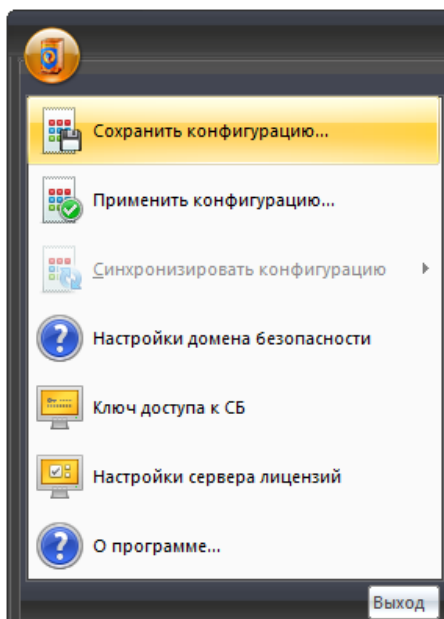 Сохранить конфигурацию...
Применить конфигурацию...
Синхронизировать конфигурацию
Настройки домена безопасности
Ключ доступа к СБ
Настройки сервера лицензий
О программе...
Выход